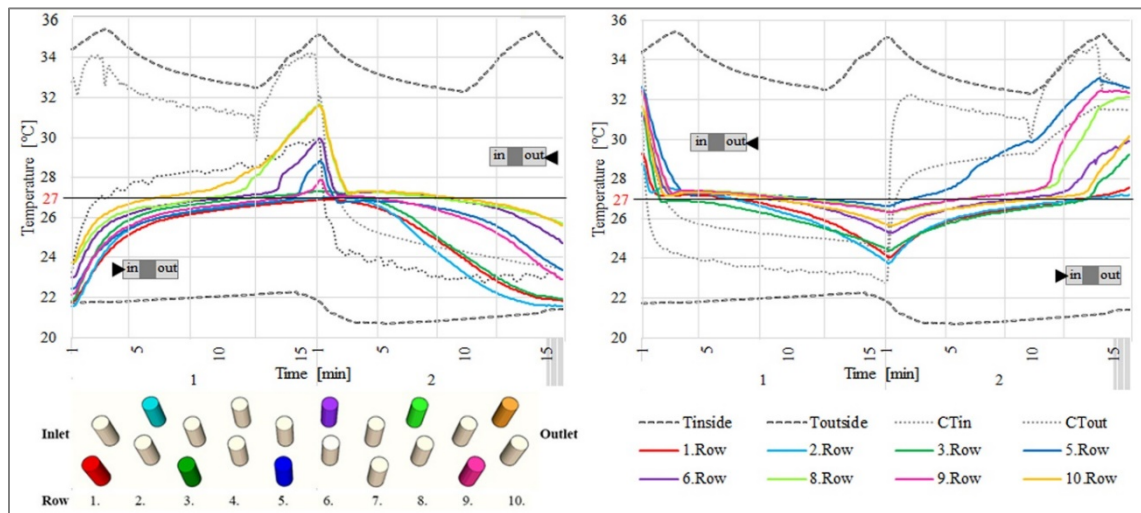 36
34
32
30
28
27
26
24
22
20
Temperature [°C]
in out
in out
1 5 10 15 1 5 10 15
Time [min]
1 2
36
34
32
30
28
27
26
24
22
20
Temperature [°C]
in out
in out
1 5 10 15 1 5 10 15
Time [min]
1 2
Inlet Outlet
Row 1. 2. 3. 4. 5. 6. 7. 8. 9. 10.
Tinside Toutside CTin CTout
1.Row 2.Row 3.Row 5.Row
6.Row 8.Row 9.Row 10.Row